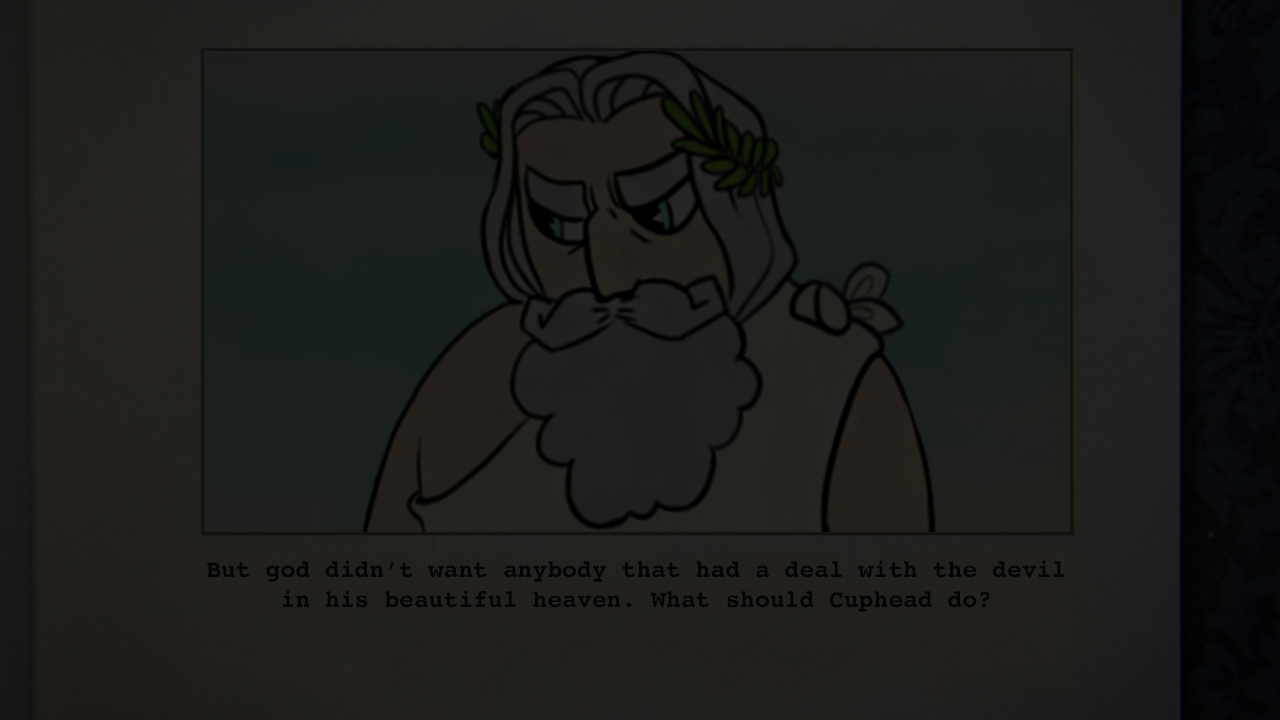 But god didn’t want anybody that had a deal with the devil
in his beautiful heaven. What should Cuphead do?